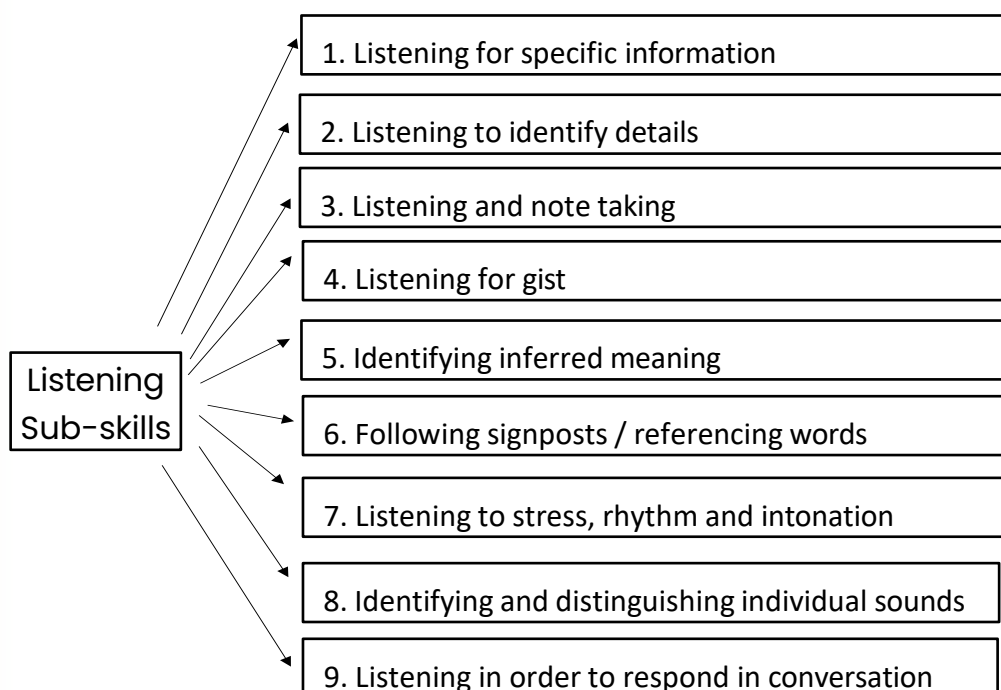 1. Listening for specific information
2. Listening to identify details
3. Listening and note taking
4. Listening for gist
5. Identifying inferred meaning
Listening
Sub-skills
6. Following signposts / referencing words
7. Listening to stress, rhythm and intonation
8. Identifying and distinguishing individual sounds
9. Listening in order to respond in conversation